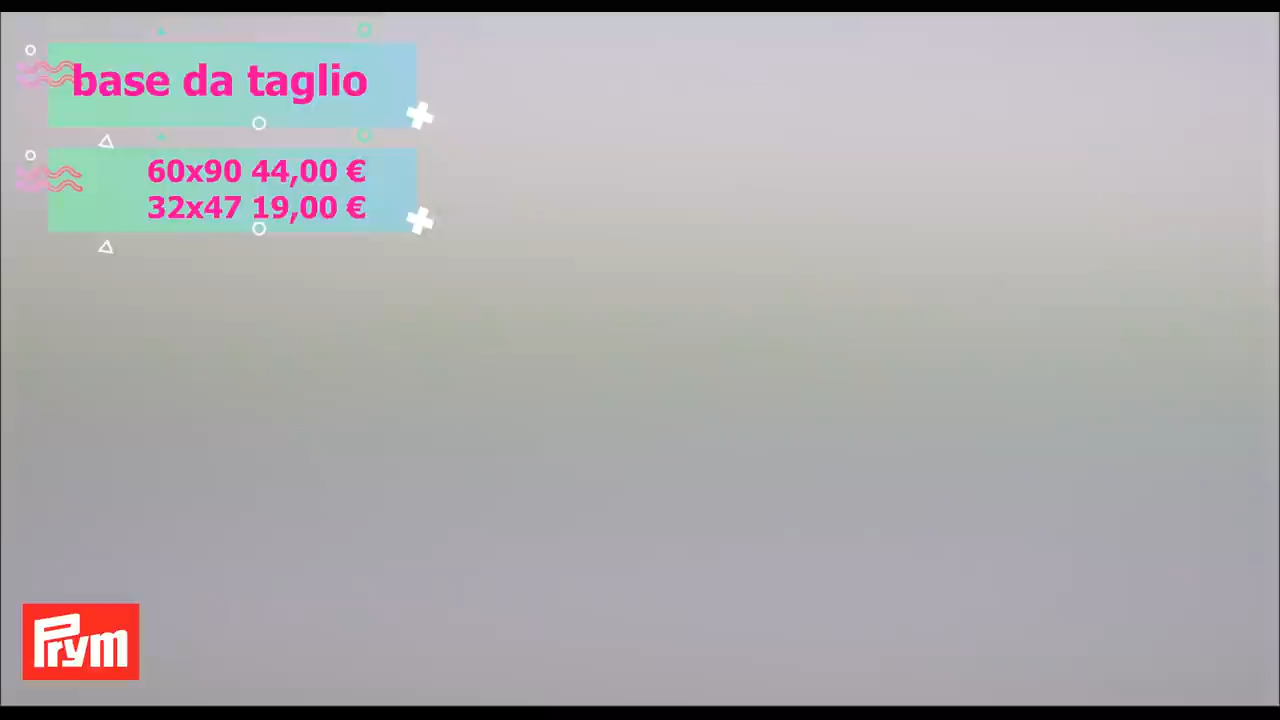 base da taglio
60x90 44,00 €
32x47 19,00 €
Prym